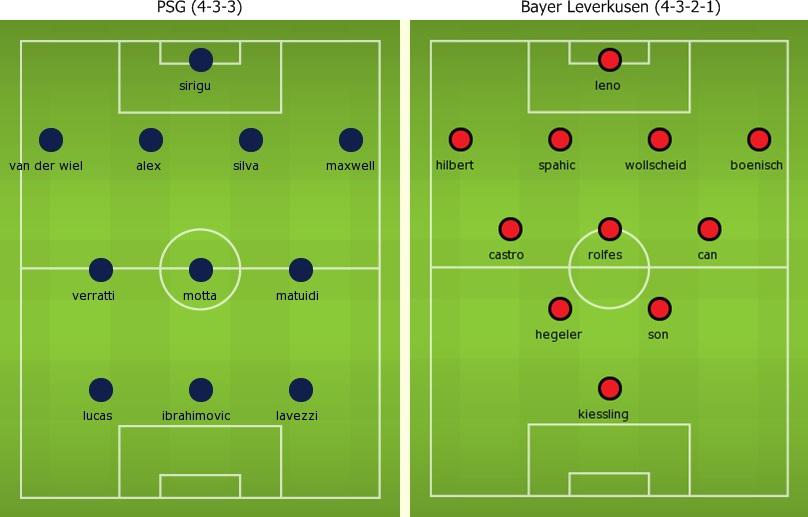 PSG (4-3-3)
sirigu
van der wiel alex silva maxwell
verratti motta matuidi
lucas ibrahimovic lavezzi
Bayer Leverkusen (4-3-2-1)
leno
hilbert spahic wollscheid boenisch
castro rolfes can
hegeler son
kiessling